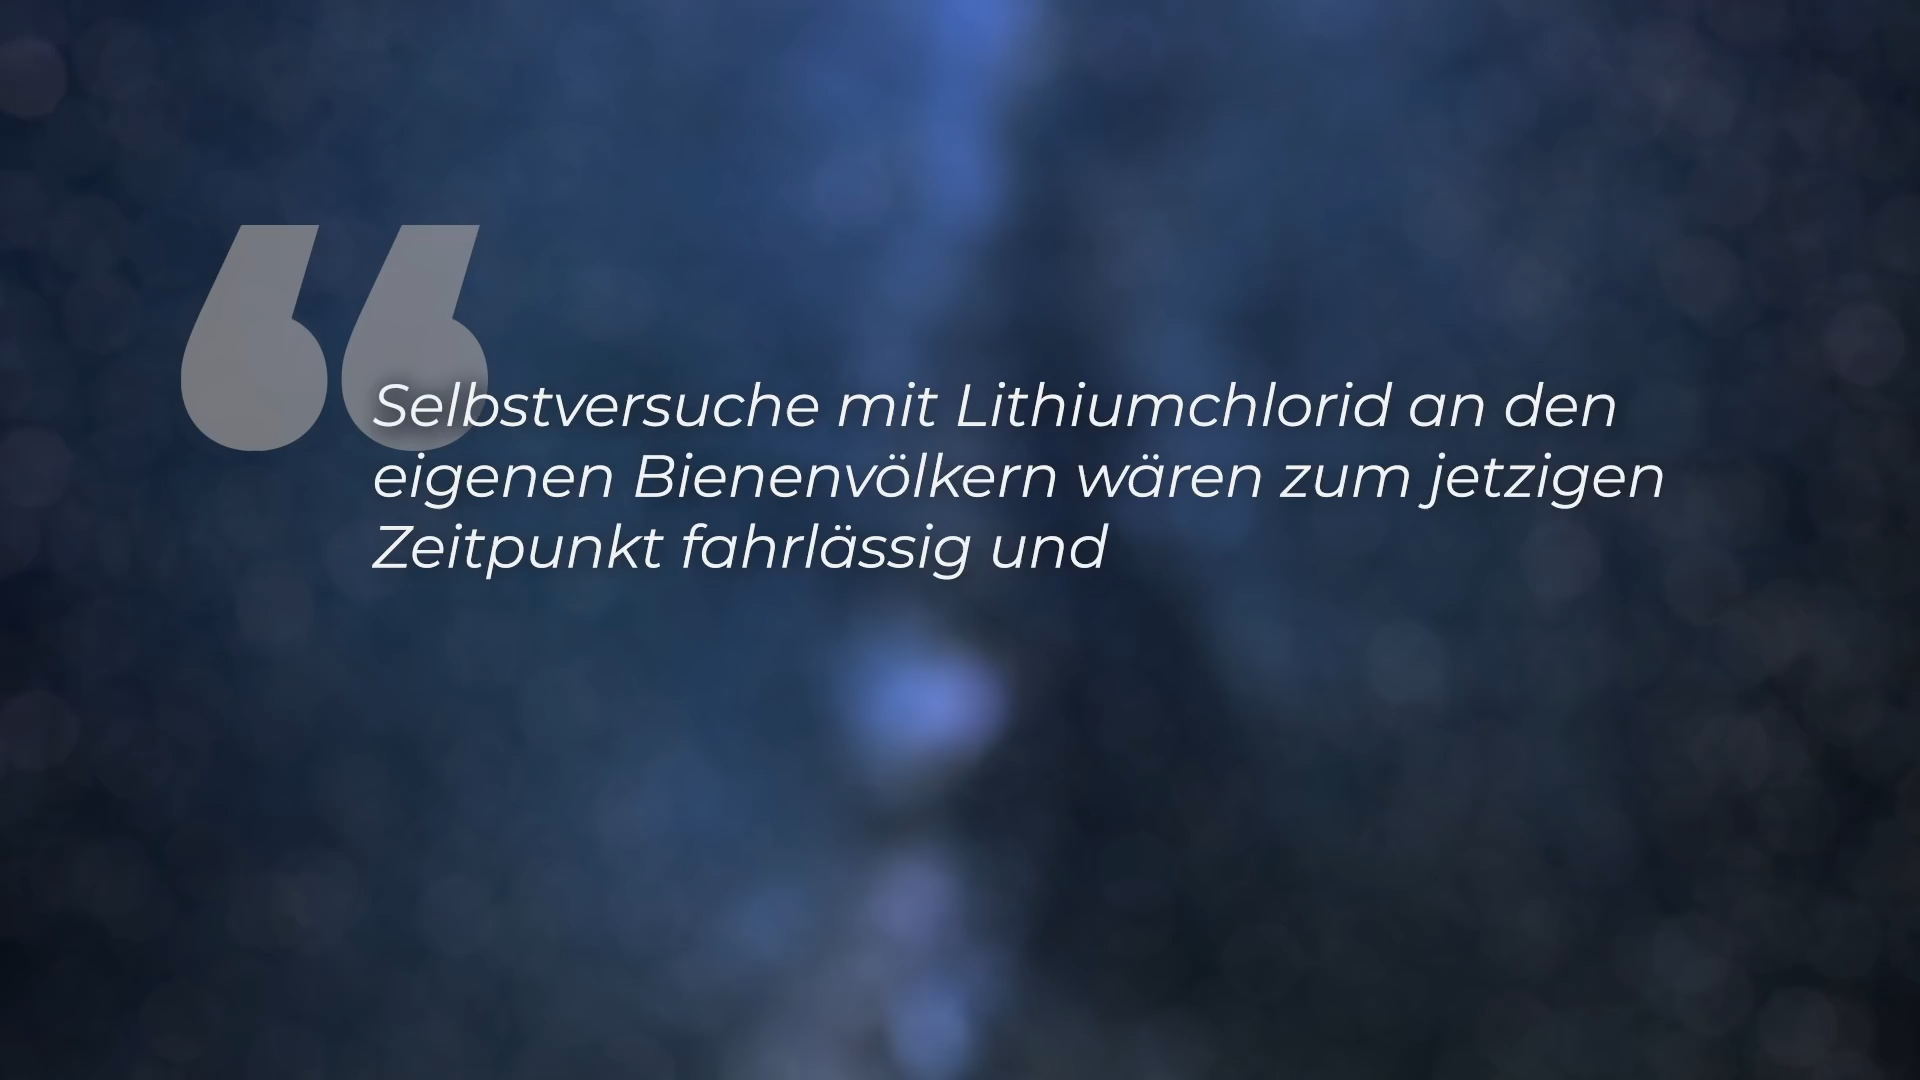 “
Selbstversuche mit Lithiumchlorid an den
eigenen Bienenvölkern wären zum jetzigen
Zeitpunkt fahrlässig und